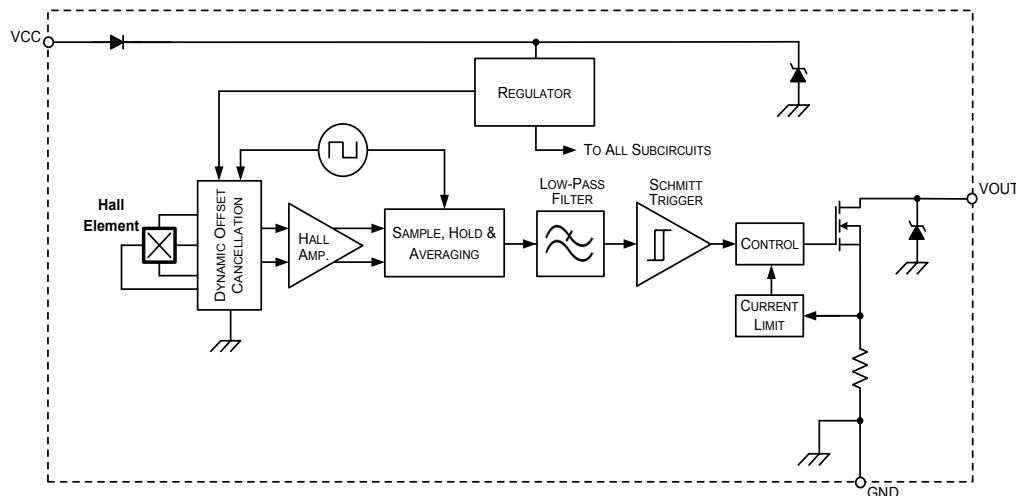 VCC
REGULATOR
TO ALL SUBCIRCUITS
LOW-PASS
FILTER
SCHMITT
TRIGGER
VOUT
Hall
Element
DYNAMIC OFFSET
CANCELLATION
HALL
AMP.
SAMPLE, HOLD &
AVERAGING
CONTROL
CURRENT
LIMIT
GND